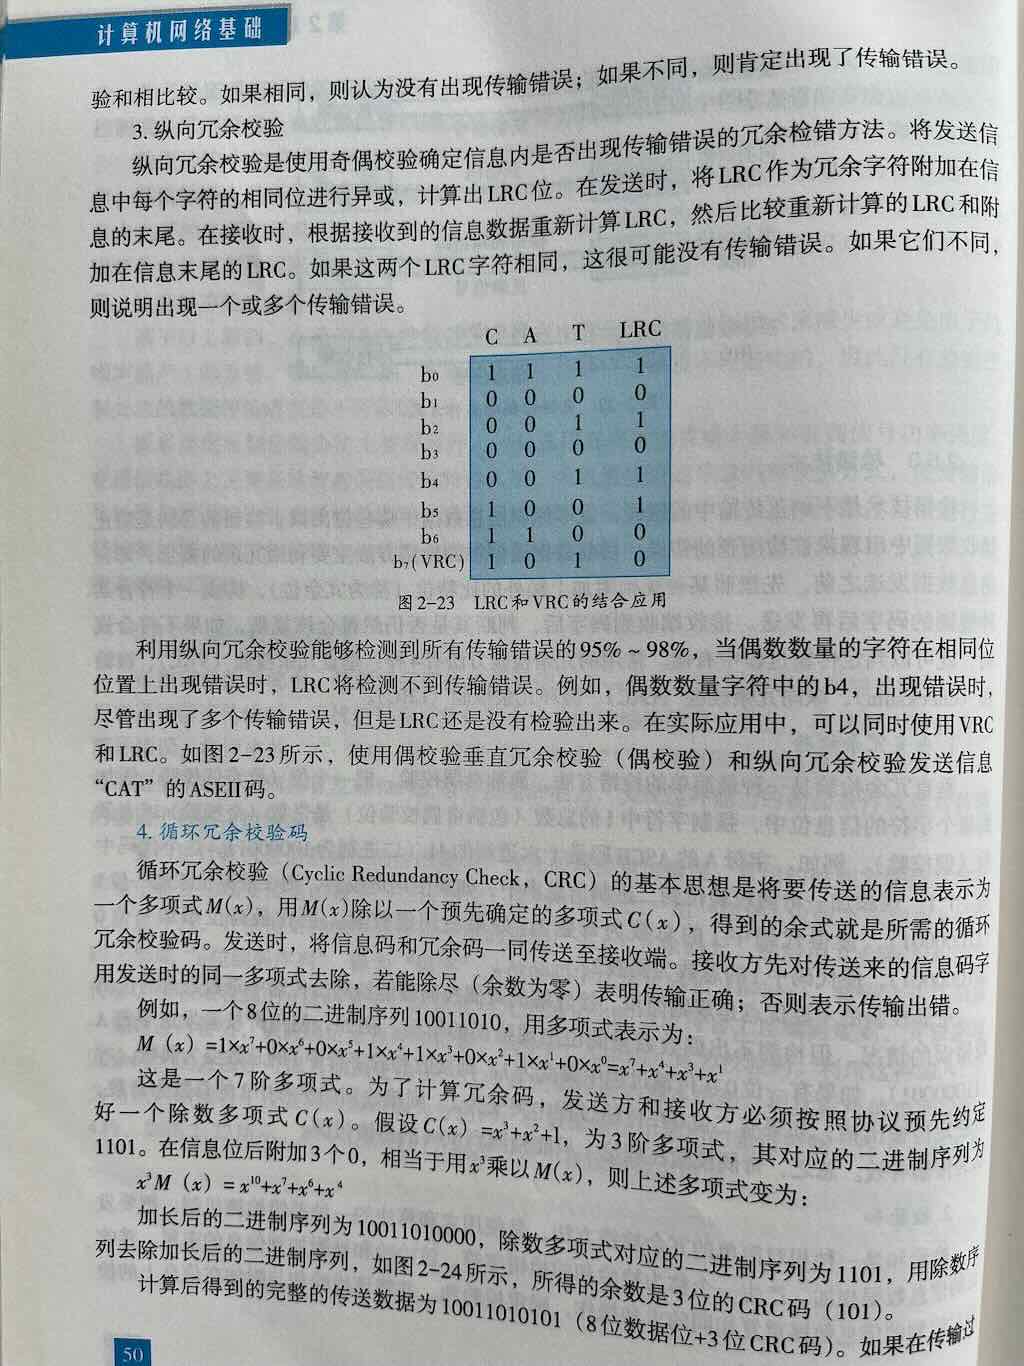 计算机网络基础
验和相比较。如果相同，则认为没有出现传输错误；如果不同，则肯定出现了传输错误。
3. 纵向冗余校验
纵向冗余校验是使用奇偶校验确定信息内是否出现传输错误的冗余检错方法。将发送信
息中每个字符的相同位进行异或，计算出LRC位。在发送时，将LRC作为冗余字符附加在信
息的末尾。在接收时，根据接收到的信息数据重新计算LRC，然后比较重新计算的LRC和附
加在信息末尾的LRC。如果这两个LRC字符相同，这很可能没有传输错误。如果它们不同，
则说明出现一个或多个传输错误。
C A T LRC
b0 1 1 1 1
b1 0 0 0 0
b2 0 0 1 1
b3 0 0 0 0
b4 0 0 1 1
b5 1 0 0 1
b6 1 1 0 0
b7(VRC) 1 0 1 0
图2-23 LRC和VRC的结合应用
利用纵向冗余校验能够检测到所有传输错误的95%~98%，当偶数数量的字符在相同位
位置上出现错误时，LRC将检测不到传输错误。例如，偶数数量字符中的b4，出现错误时，
尽管出现了多个传输错误，但是LRC还是没有检验出来。在实际应用中，可以同时使用VRC
和LRC。如图2-23所示，使用偶校验垂直冗余校验（偶校验）和纵向冗余校验发送信息
“CAT”的ASEII码。
4. 循环冗余校验码
循环冗余校验（Cyclic Redundancy Check，CRC）的基本思想是将要传送的信息表示为
一个多项式M(x)，用M(x)除以一个预先确定的多项式C(x)，得到的余式就是所需的循环
冗余校验码。发送时，将信息码和冗余码一同传送至接收端。接收方先对传送来的信息码字
用发送时的同一多项式去除，若能除尽（余数为零）表明传输正确；否则表示传输出错。
例如，一个8位的二进制序列10011010，用多项式表示为：
M（x）=1×x⁷+0×x⁶+0×x⁵+1×x⁴+1×x³+0×x²+1×x¹+0×x⁰=x⁷+x⁴+x³+x¹
这是一个7阶多项式。为了计算冗余码，发送方和接收方必须按照协议预先约定
好一个除数多项式C(x)。假设C(x) =x³+x²+1，为3阶多项式，其对应的二进制序列为
1101。在信息位后附加3个0，相当于用x³乘以M(x)，则上述多项式变为：
x³M（x）= x¹⁰+x⁷+x⁶+x⁴
加长后的二进制序列为10011010000，除数多项式对应的二进制序列为1101，用除数序
列去除加长后的二进制序列，如图2-24所示，所得的余数是3位的CRC码（101）。
计算后得到的完整的传送数据为10011010101（8位数据位+3位CRC码）。如果在传输过
50